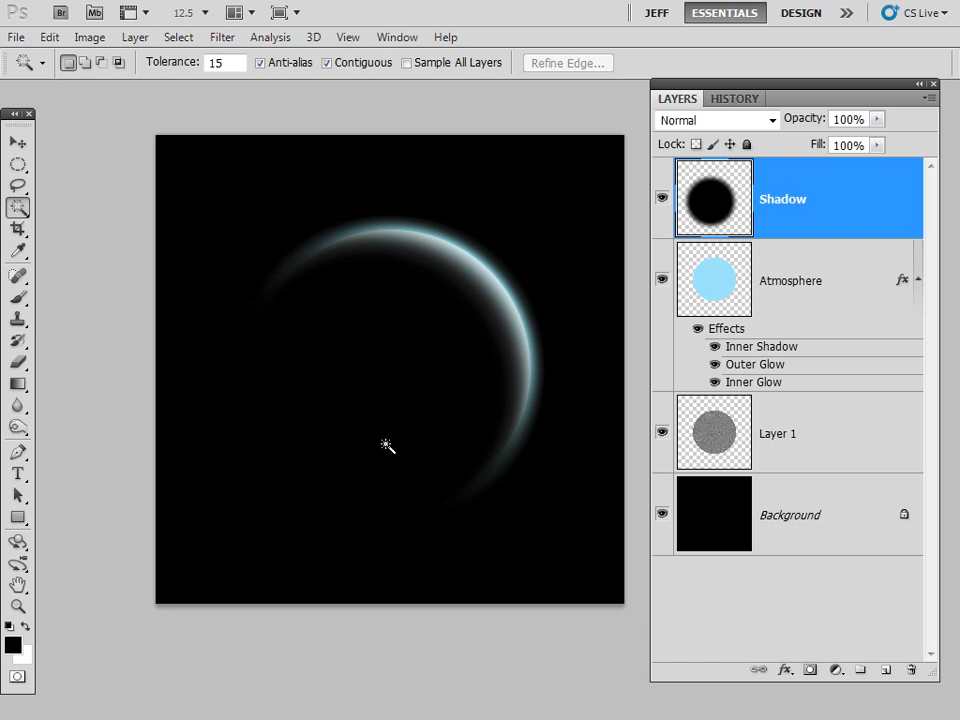 Ps Br Mb 12.5 JEFF ESSENTIALS DESIGN CS Live
File Edit Image Layer Select Filter Analysis 3D View Window Help
Tolerance: 15 Anti-alias Contiguous Sample All Layers Refine Edge...
LAYERS HISTORY
Normal Opacity: 100%
Lock: Fill: 100%
Shadow
Atmosphere fx
Effects
Inner Shadow
Outer Glow
Inner Glow
Layer 1
Background
fx
T